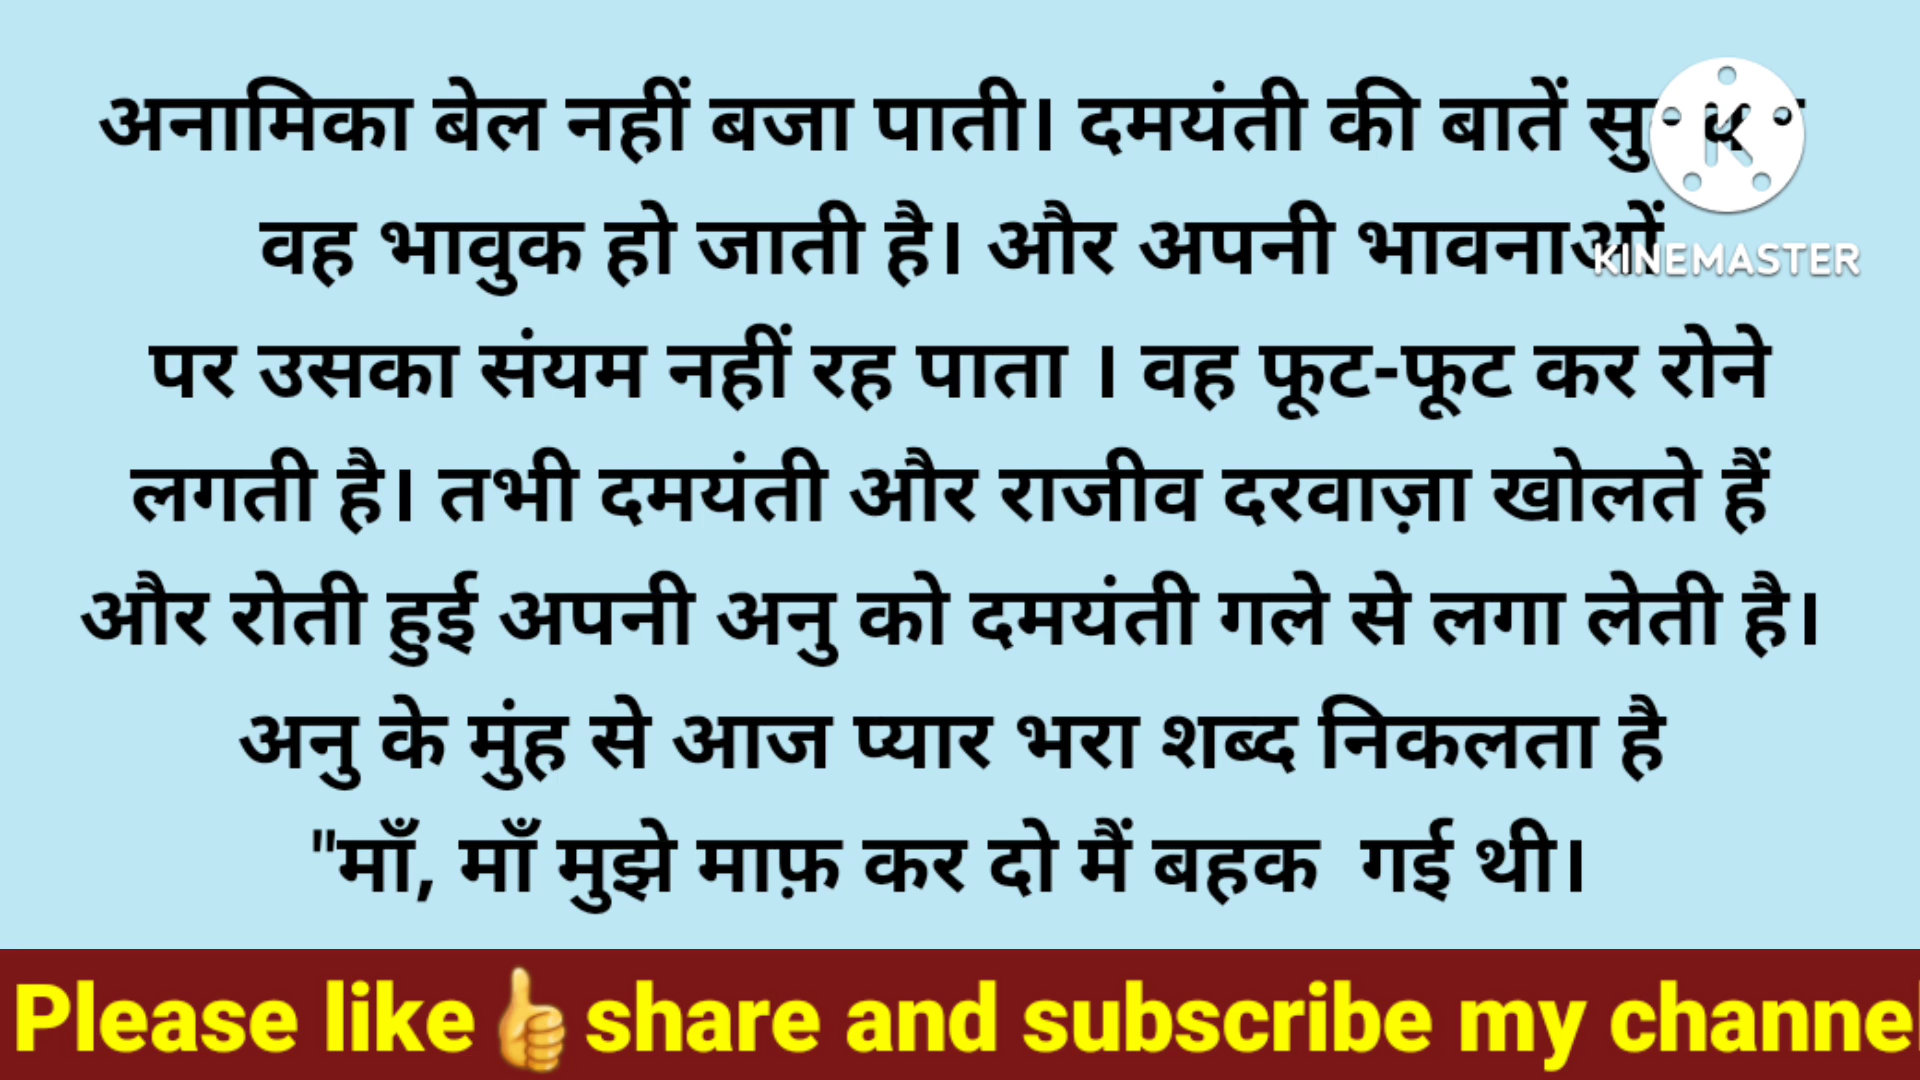 अनामिका बेल नहीं बजा पाती। दमयंती की बातें
KINEMASTER
वह भावुक हो जाती है। और अपनी भावनाओं
पर उसका संयम नहीं रह पाता । वह फूट-फूट कर रोने
लगती है। तभी दमयंती और राजीव दरवाज़ा खोलते हैं
और रोती हुई अपनी अनु को दमयंती गले से लगा लेती है।
अनु के मुंह से आज प्यार भरा शब्द निकलता है
"माँ, माँ मुझे माफ़ कर दो मैं बहक  गई थी।
Please like👍share and subscribe my channe